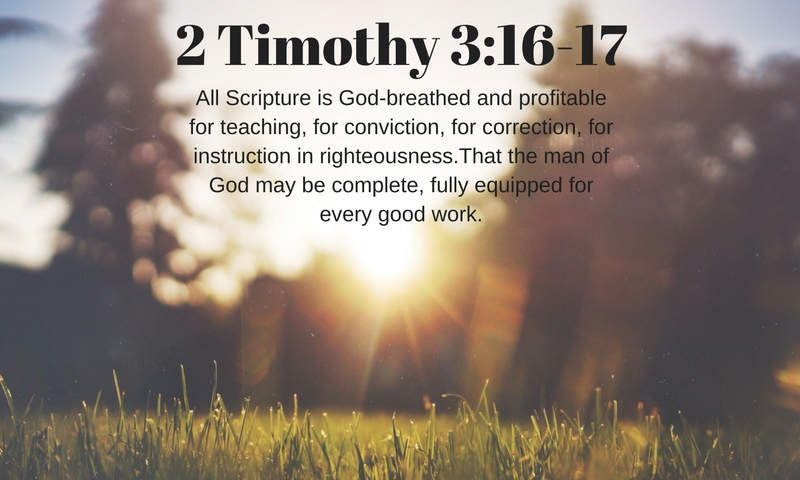 2 Timothy 3:16-17
All Scripture is God-breathed and profitable
for teaching, for conviction, for correction, for
instruction in righteousness.That the man of
God may be complete, fully equipped for
every good work.